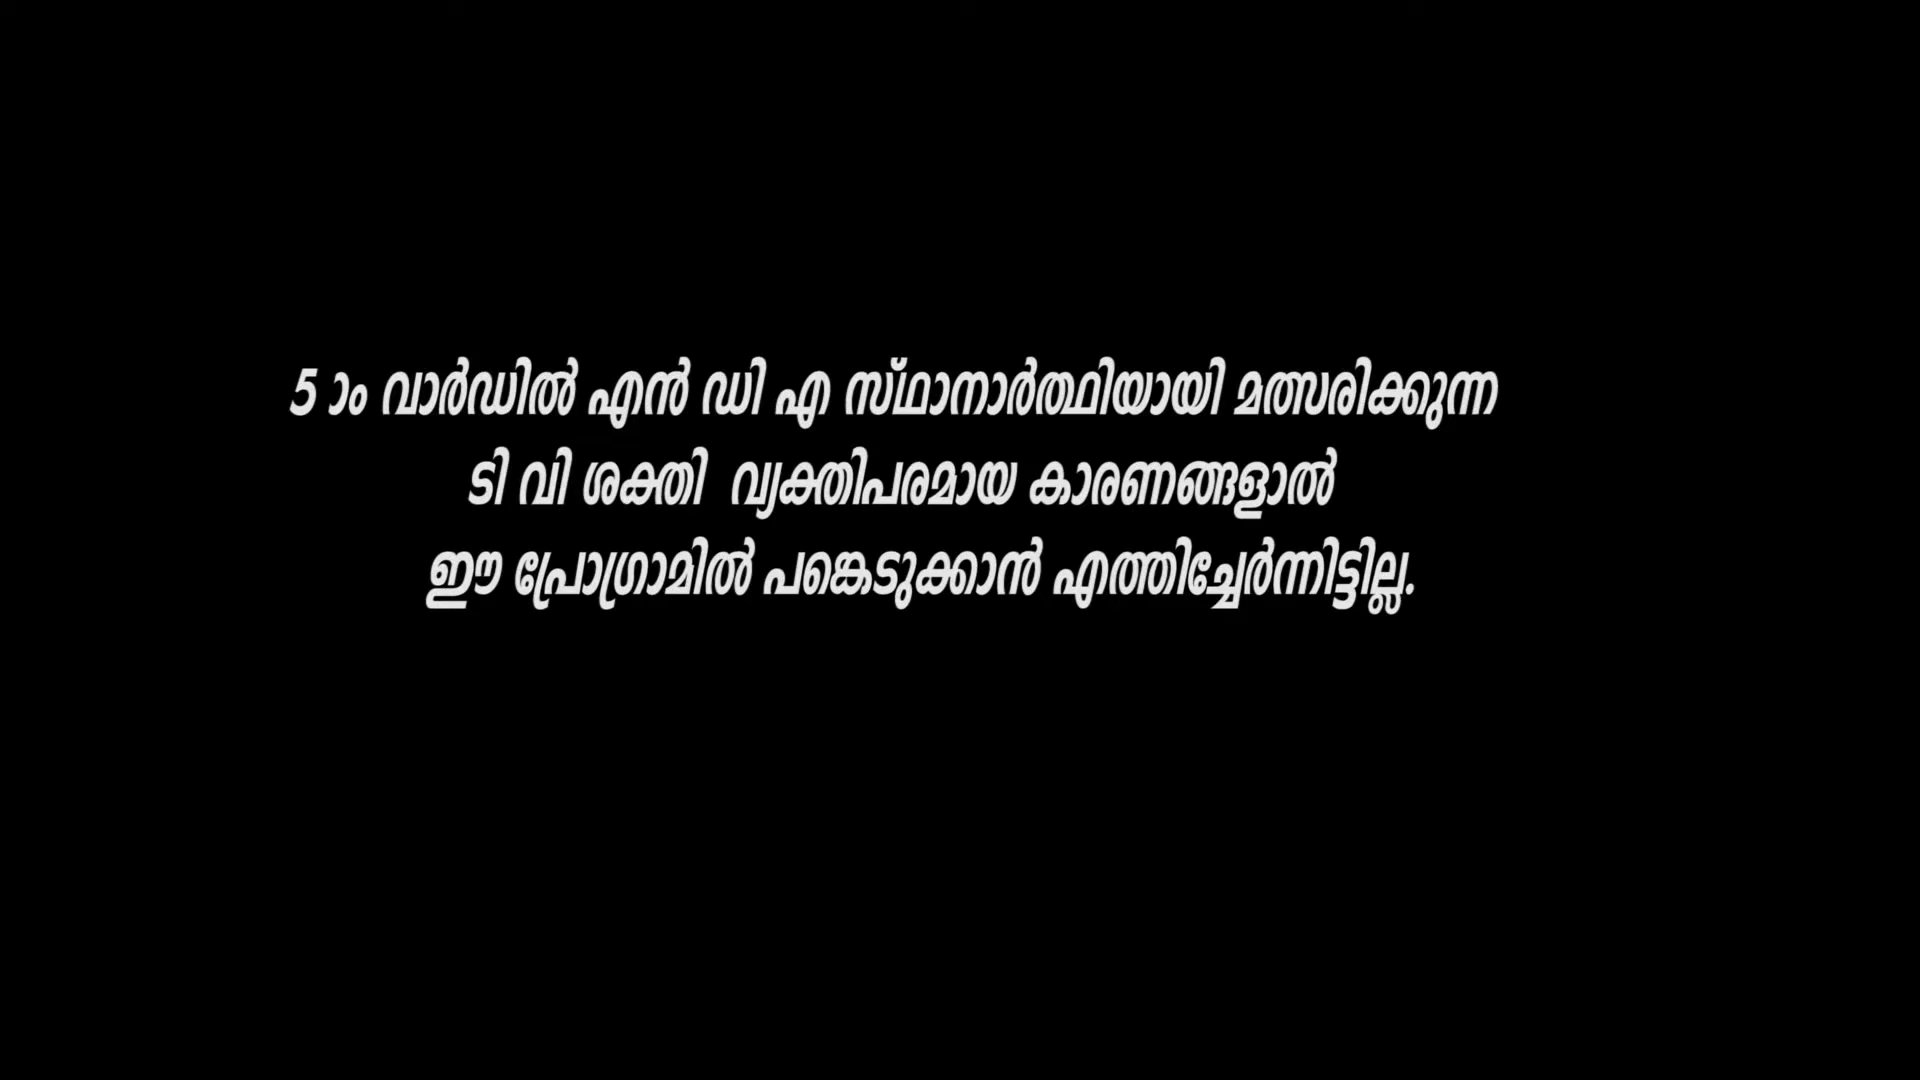 5 ാം വാർഡിൽ എൻ ഡി എ സ്ഥാനാർത്ഥിയായി മത്സരിക്കുന്ന
ടി വി ശക്തി വ്യക്തിപരമായ കാരണങ്ങളാൽ
ഈ പ്രോഗ്രാമിൽ പങ്കെടുക്കാൻ എത്തിച്ചേർന്നിട്ടില്ല.